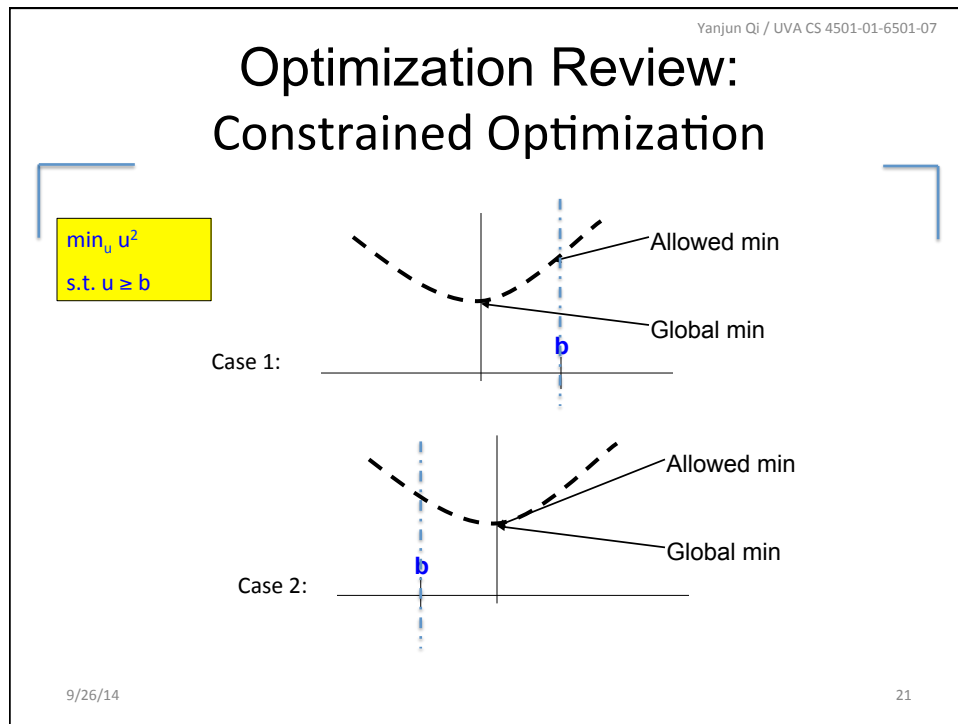 Yanjun Qi / UVA CS 4501-01-6501-07
Optimization Review:
Constrained Optimization
min_u u²
s.t. u ≥ b
Allowed min
Global min
b
Case 1:
Allowed min
Global min
b
Case 2:
9/26/14
21